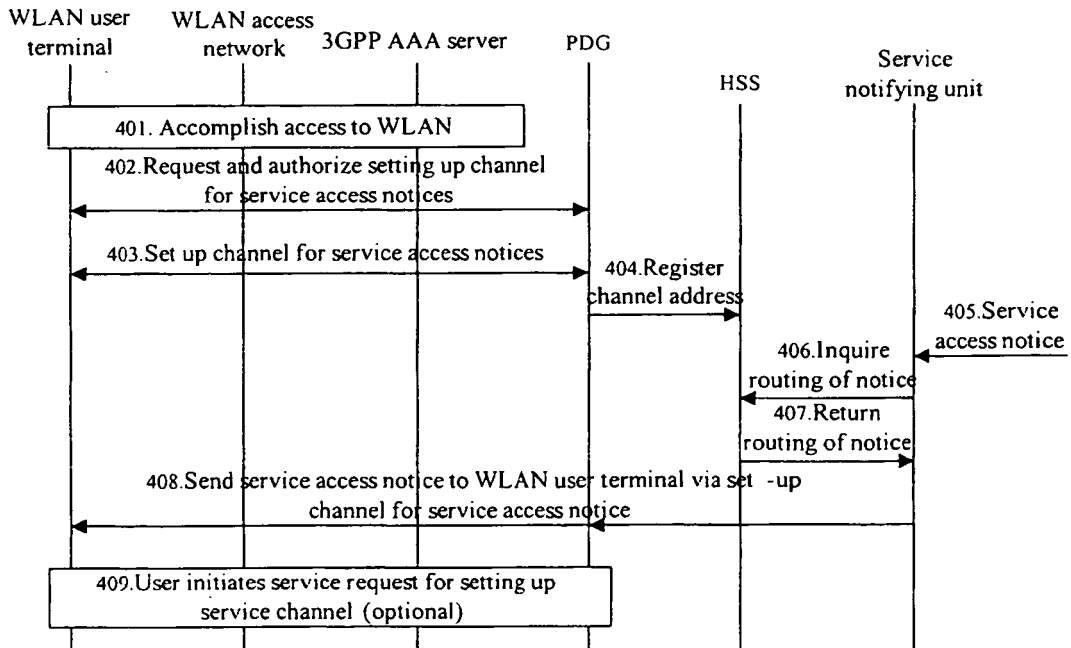 WLAN user
terminal
WLAN access
network
3GPP AAA server
PDG
HSS
Service
notifying unit
401. Accomplish access to WLAN
402.Request and authorize setting up channel
for service access notices
403.Set up channel for service access notices
404.Register
channel address
405.Service
access notice
406.Inquire
routing of notice
407.Return
routing of notice
408.Send service access notice to WLAN user terminal via set -up
channel for service access notice
409.User initiates service request for setting up
service channel (optional)